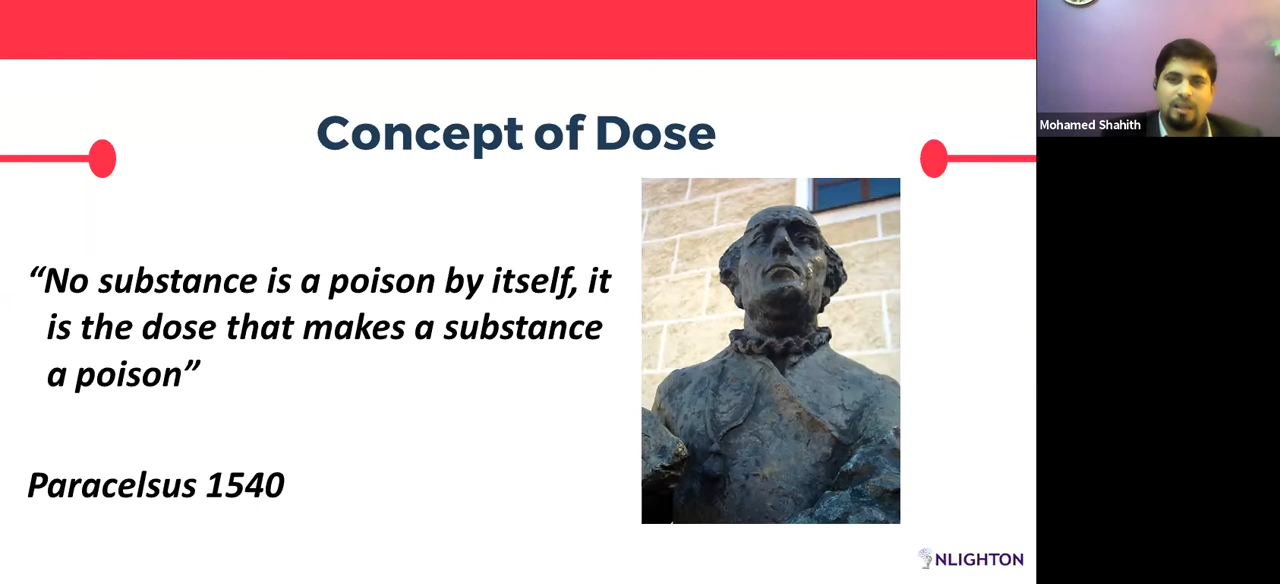 Concept of Dose
“No substance is a poison by itself, it
is the dose that makes a substance
a poison”
Paracelsus 1540
NLIGHTON
Mohamed Shahith